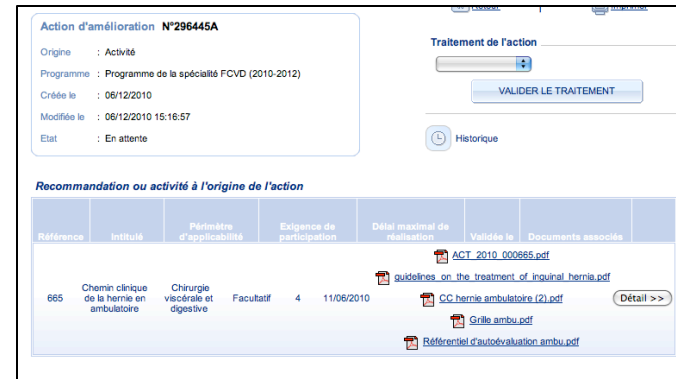 Retour | Imprimer
Action d'amélioration N°296445A
Origine : Activité
Programme : Programme de la spécialité FCVD (2010-2012)
Créée le : 06/12/2010
Modifiée le : 06/12/2010 15:16:57
Etat : En attente
Traitement de l'action
VALIDER LE TRAITEMENT
Historique
Recommandation ou activité à l'origine de l'action
Référence Intitulé Périmètre d'applicabilité Exigence de participation Délai maximal de réalisation Validée le Documents associés
665 Chemin clinique de la hernie en ambulatoire Chirurgie viscérale et digestive Facultatif 4 11/06/2010
ACT_2010_000665.pdf
guidelines_on_the_treatment_of_inguinal_hernia.pdf
CC hernie ambulatoire (2).pdf
Grille ambu.pdf
Référentiel d'autoévaluation ambu.pdf
Détail >>